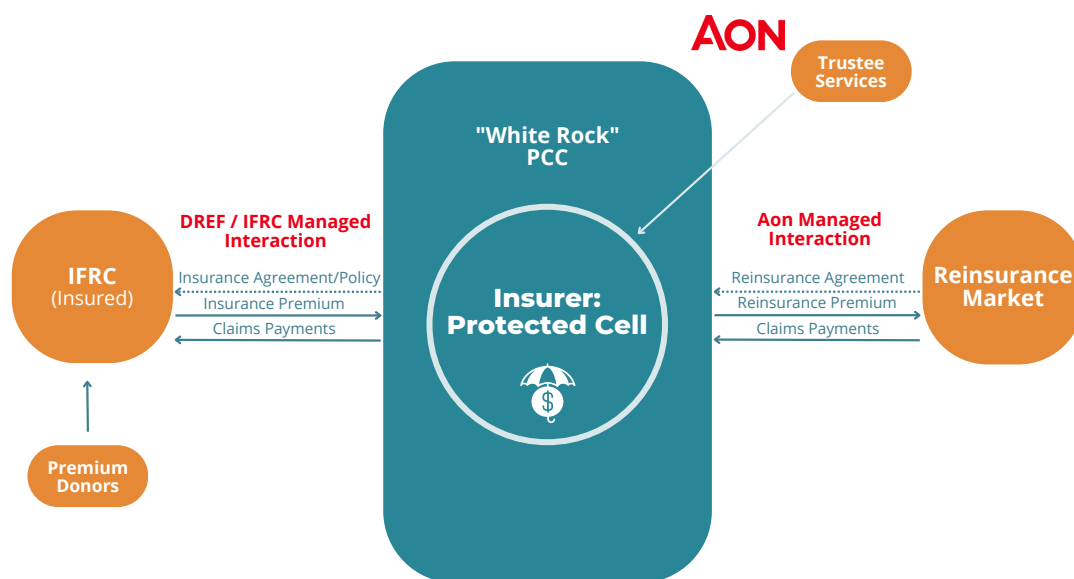 AON
Trustee
Services
"White Rock"
PCC
DREF / IFRC Managed
Interaction
Aon Managed
Interaction
IFRC
(Insured)
Insurance Agreement/Policy
Insurance Premium
Claims Payments
Insurer:
Protected Cell
$
Reinsurance Agreement
Reinsurance Premium
Claims Payments
Reinsurance
Market
Premium
Donors